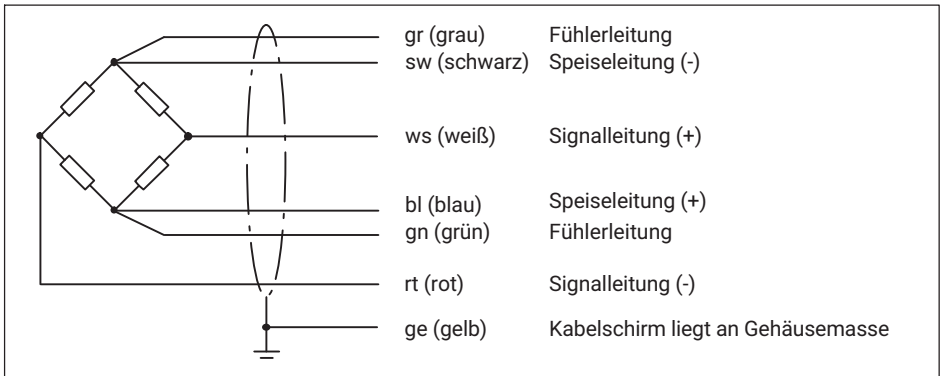 gr (grau) Fühlerleitung
sw (schwarz) Speiseleitung (-)
ws (weiß) Signalleitung (+)
bl (blau) Speiseleitung (+)
gn (grün) Fühlerleitung
rt (rot) Signalleitung (-)
ge (gelb) Kabelschirm liegt an Gehäusemasse